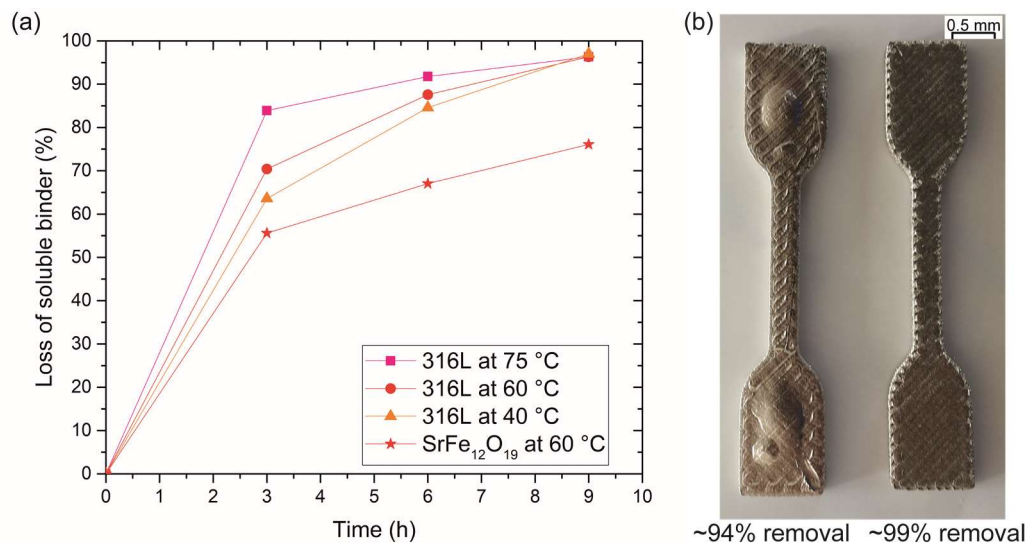 (a)
100
90
80
70
60
50
40
30
20
10
0
Loss of soluble binder (%)
316L at 75 °C
316L at 60 °C
316L at 40 °C
SrFe₁₂O₁₉ at 60 °C
0 1 2 3 4 5 6 7 8 9 10
Time (h)
(b)
0.5 mm
~94% removal ~99% removal